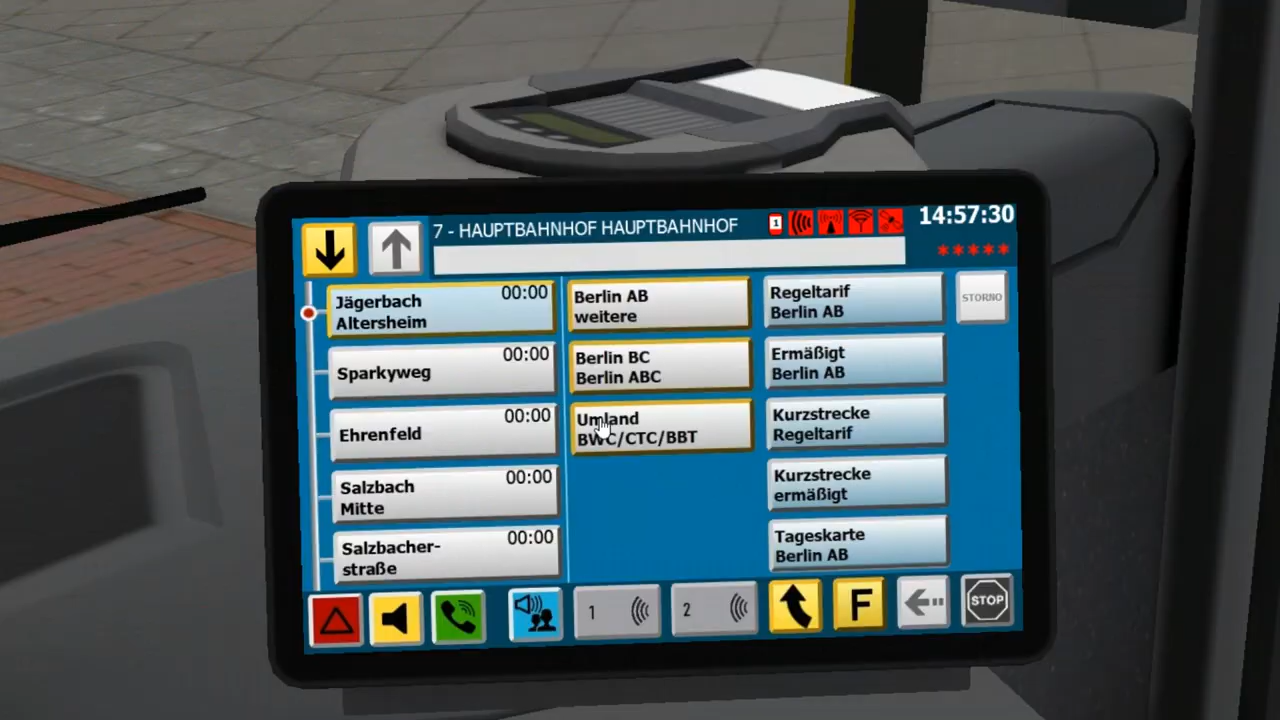 7 - HAUPTBAHNHOF HAUPTBAHNHOF
1
14:57:30
*****
Jägerbach
Altersheim
00:00
Sparkyweg
00:00
Ehrenfeld
00:00
Salzbach
Mitte
00:00
Salzbacher-
straße
00:00
Berlin AB
weitere
Berlin BC
Berlin ABC
Umland
BWC/CTC/BBT
Regeltarif
Berlin AB
Ermäßigt
Berlin AB
Kurzstrecke
Regeltarif
Kurzstrecke
ermäßigt
Tageskarte
Berlin AB
STORNO
1
2
F
STOP